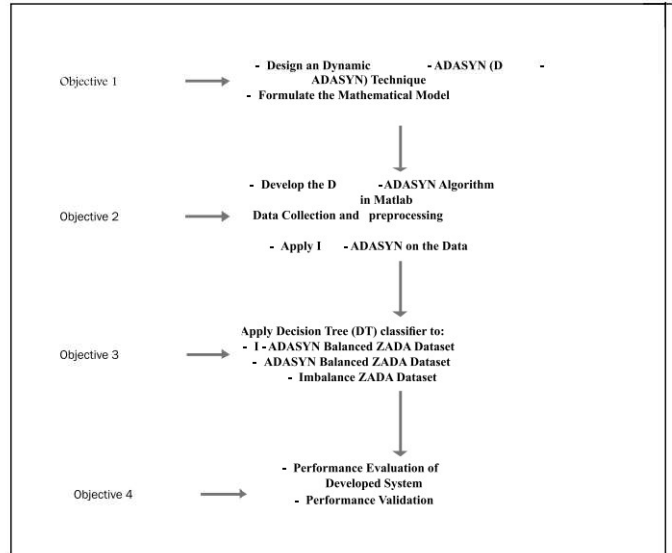 - Design an Dynamic - ADASYN (D -
Objective 1
ADASYN) Technique
- Formulate the Mathematical Model
- Develop the D - ADASYN Algorithm
in Matlab
Objective 2
Data Collection and preprocessing
- Apply I - ADASYN on the Data
Apply Decision Tree (DT) classifier to:
- I - ADASYN Balanced ZADA Dataset
Objective 3
- ADASYN Balanced ZADA Dataset
- Imbalance ZADA Dataset
- Performance Evaluation of
Developed System
Objective 4
- Performance Validation